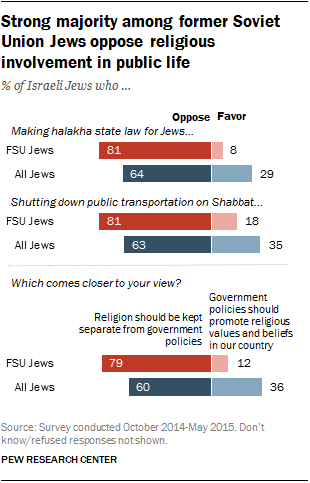 Strong majority among former Soviet
Union Jews oppose religious
involvement in public life
% of Israeli Jews who ...
Oppose Favor
Making halakha state law for Jews...
FSU Jews 81 8
All Jews 64 29
Shutting down public transportation on Shabbat...
FSU Jews 81 18
All Jews 63 35
Which comes closer to your view?
Religion should be kept
separate from government
policies
Government
policies should
promote religious
values and beliefs
in our country
FSU Jews 79 12
All Jews 60 36
Source: Survey conducted October 2014-May 2015. Don't
know/refused responses not shown.
PEW RESEARCH CENTER